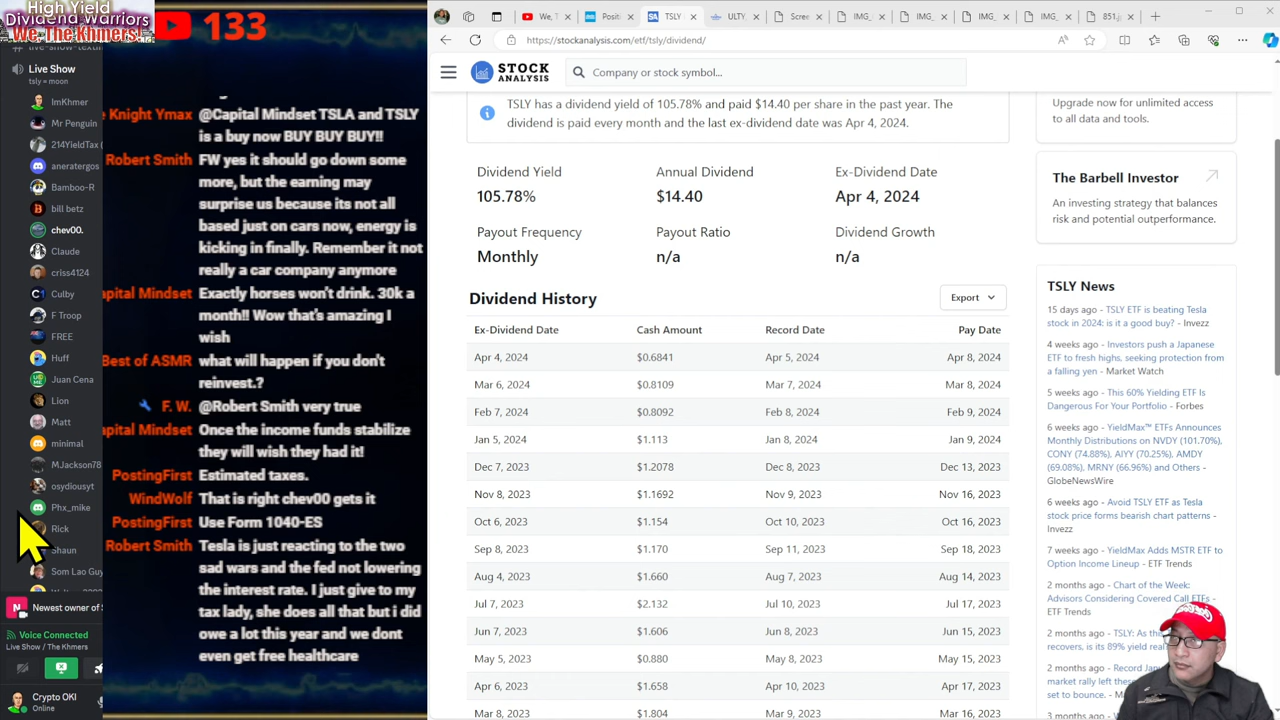 High Yield
Dividend Warriors
We The Khmers!
133
Live Show
tsly = moon
ImKhmer
Mr Penguin
214YieldTax (
aneratergos
Bamboo-R
bill betz
chev00.
Claude
criss4124
Culby
F Troop
FREE
Huff
Juan Cena
Lion
Matt
minimal
MJackson78
osydiousyt
Phx_mike
Rick
Shaun
Som Lao Guy
Newest owner of S
Voice Connected
Live Show / The Khmers
Crypto OKI
Online
Knight Ymax @Capital Mindset TSLA and TSLY
is a buy now BUY BUY BUY!!
Robert Smith FW yes it should go down some
more, but the earning may
surprise us because its not all
based just on cars now, energy is
kicking in finally. Remember it not
really a car company anymore
apital Mindset Exactly horses won't drink. 30k a
month!! Wow that's amazing I
wish
Best of ASMR what will happen if you don't
reinvest.?
F. W. @Robert Smith very true
apital Mindset Once the income funds stabilize
they will wish they had it!
PostingFirst Estimated taxes.
WindWolf That is right chev00 gets it
PostingFirst Use Form 1040-ES
Robert Smith Tesla is just reacting to the two
sad wars and the fed not lowering
the interest rate. I just give to my
tax lady, she does all that but i did
owe a lot this year and we dont
even get free healthcare
We, T
Positi
TSLY
ULTY
Scree
IMG_
IMG_
IMG_
IMG_
851.j
https://stockanalysis.com/etf/tsly/dividend/
STOCK
ANALYSIS
Company or stock symbol...
TSLY has a dividend yield of 105.78% and paid $14.40 per share in the past year. The
dividend is paid every month and the last ex-dividend date was Apr 4, 2024.
Dividend Yield Annual Dividend Ex-Dividend Date
105.78% $14.40 Apr 4, 2024
Payout Frequency Payout Ratio Dividend Growth
Monthly n/a n/a
Dividend History Export
Ex-Dividend Date Cash Amount Record Date Pay Date
Apr 4, 2024 $0.6841 Apr 5, 2024 Apr 8, 2024
Mar 6, 2024 $0.8109 Mar 7, 2024 Mar 8, 2024
Feb 7, 2024 $0.8092 Feb 8, 2024 Feb 9, 2024
Jan 5, 2024 $1.113 Jan 8, 2024 Jan 9, 2024
Dec 7, 2023 $1.2078 Dec 8, 2023 Dec 13, 2023
Nov 8, 2023 $1.1692 Nov 9, 2023 Nov 16, 2023
Oct 6, 2023 $1.154 Oct 10, 2023 Oct 16, 2023
Sep 8, 2023 $1.170 Sep 11, 2023 Sep 18, 2023
Aug 4, 2023 $1.660 Aug 7, 2023 Aug 14, 2023
Jul 7, 2023 $2.132 Jul 10, 2023 Jul 17, 2023
Jun 7, 2023 $1.606 Jun 8, 2023 Jun 15, 2023
May 5, 2023 $0.880 May 8, 2023 May 15, 2023
Apr 6, 2023 $1.658 Apr 10, 2023 Apr 17, 2023
Mar 8, 2023 $1.804 Mar 9, 2023 Mar 16, 2023
Upgrade now for unlimited access
to all data and tools.
The Barbell Investor
An investing strategy that balances
risk and potential outperformance.
TSLY News
15 days ago - TSLY ETF is beating Tesla
stock in 2024: is it a good buy? - Invezz
4 weeks ago - Investors push a Japanese
ETF to fresh highs, seeking protection from
a falling yen - Market Watch
5 weeks ago - This 60% Yielding ETF Is
Dangerous For Your Portfolio - Forbes
6 weeks ago - YieldMax™ ETFs Announces
Monthly Distributions on NVDY (101.70%),
CONY (74.88%), AIYY (70.25%), AMDY
(69.08%), MRNY (66.96%) and Others -
GlobeNewsWire
6 weeks ago - Avoid TSLY ETF as Tesla
stock price forms bearish chart patterns -
Invezz
7 weeks ago - YieldMax Adds MSTR ETF to
Option Income Lineup - ETF Trends
2 months ago - Chart of the Week:
Advisors Considering Covered Call ETFs -
ETF Trends
2 months ago - TSLY: As
recovers, is its 89% yield
2 months ago - Record
market rally left these
set to bounce.